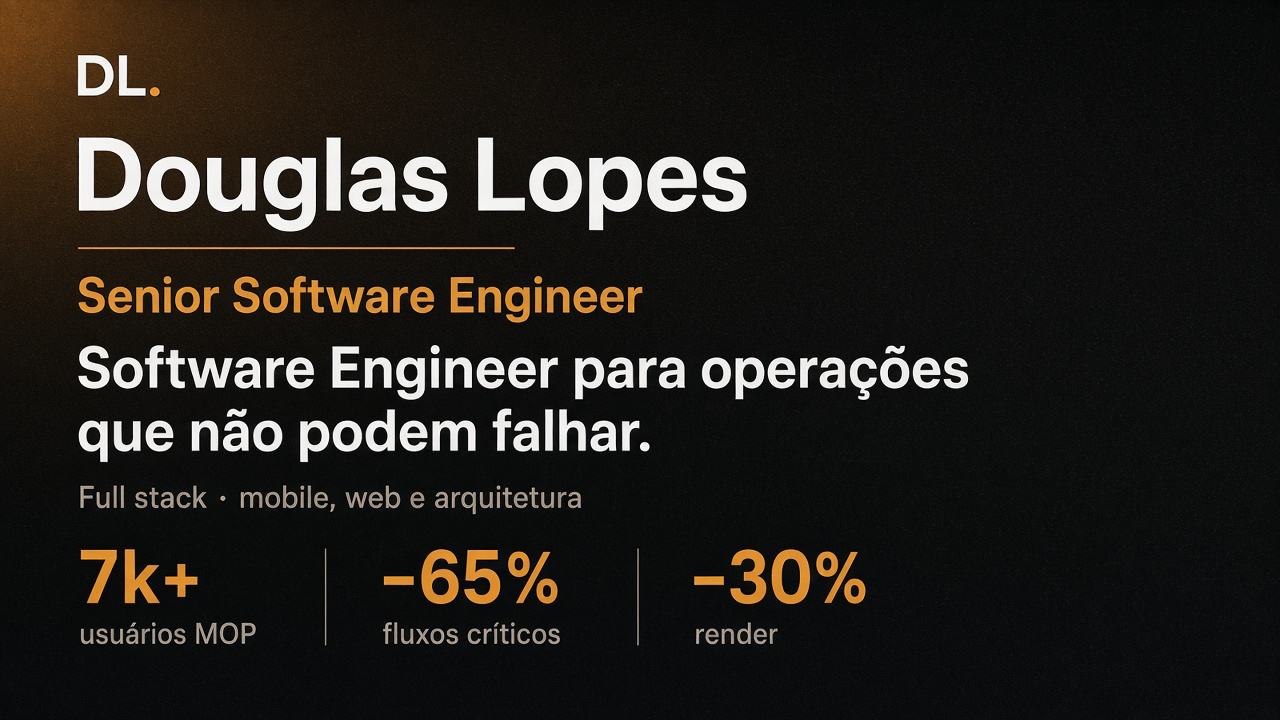 DL.
Douglas Lopes
Senior Software Engineer
Software Engineer para operações
que não podem falhar.
Full stack · mobile, web e arquitetura
7k+ –65% –30%
usuários MOP fluxos críticos render